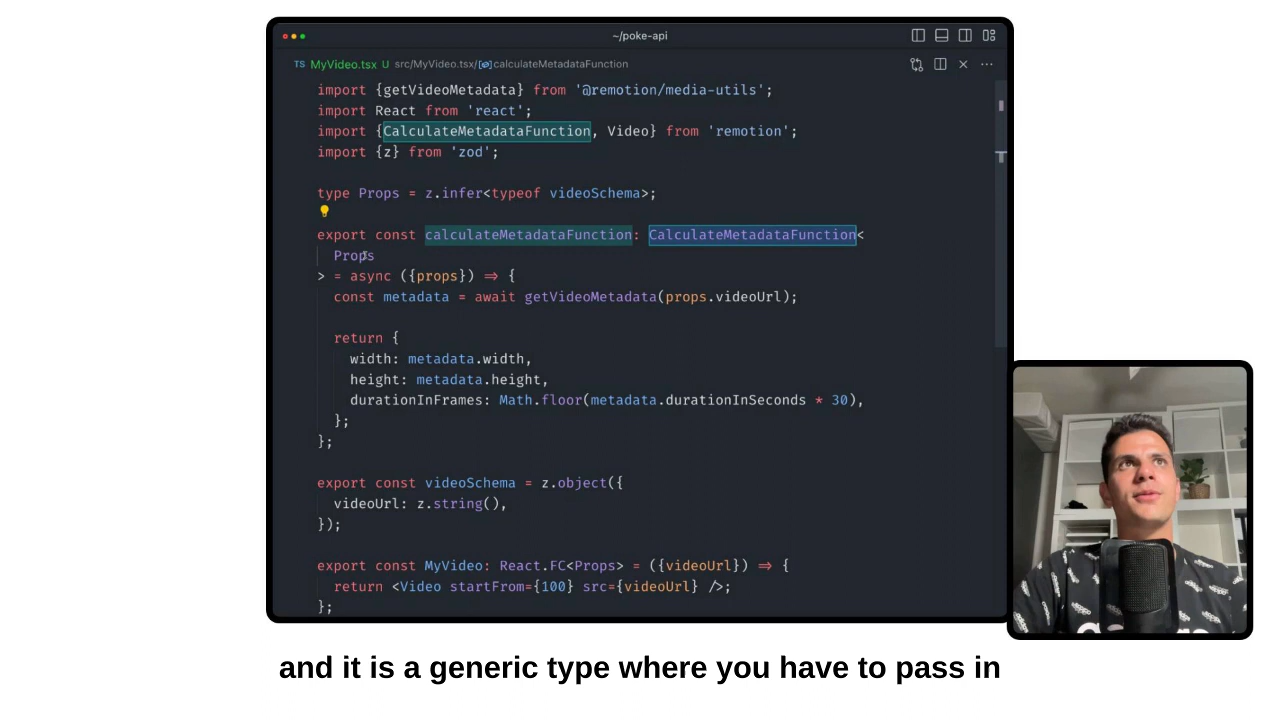 ~/poke-api
TS MyVideo.tsx U src/MyVideo.tsx/calculateMetadataFunction
import {getVideoMetadata} from '@remotion/media-utils';
import React from 'react';
import {CalculateMetadataFunction, Video} from 'remotion';
import {z} from 'zod';
type Props = z.infer<typeof videoSchema>;
export const calculateMetadataFunction: CalculateMetadataFunction<
Props
> = async ({props}) => {
const metadata = await getVideoMetadata(props.videoUrl);
return {
width: metadata.width,
height: metadata.height,
durationInFrames: Math.floor(metadata.durationInSeconds * 30),
};
};
export const videoSchema = z.object({
videoUrl: z.string(),
});
export const MyVideo: React.FC<Props> = ({videoUrl}) => {
return <Video startFrom={100} src={videoUrl} />;
};
and it is a generic type where you have to pass in